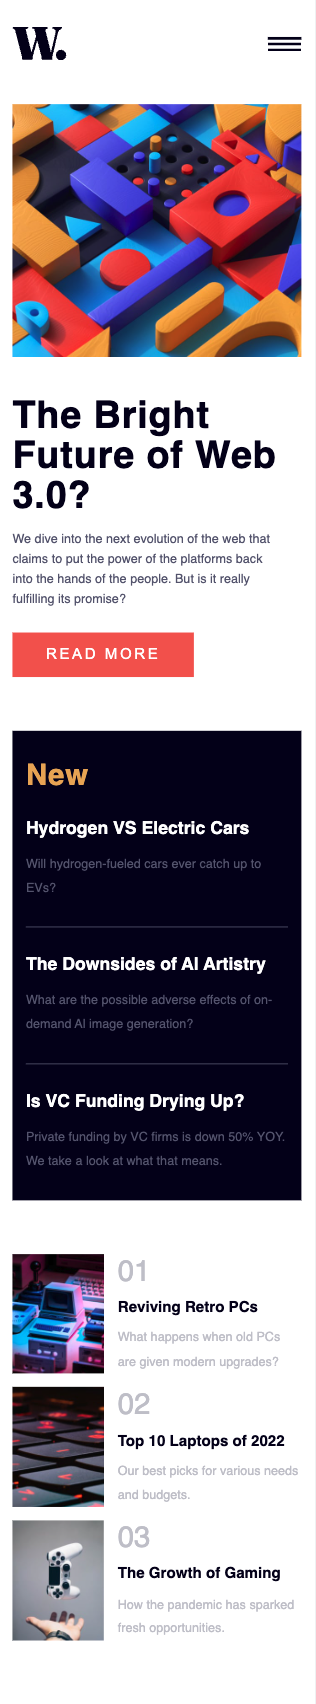 W.
The Bright
Future of Web
3.0?
We dive into the next evolution of the web that
claims to put the power of the platforms back
into the hands of the people. But is it really
fulfilling its promise?
READ MORE
New
Hydrogen VS Electric Cars
Will hydrogen-fueled cars ever catch up to
EVs?
The Downsides of AI Artistry
What are the possible adverse effects of on-
demand AI image generation?
Is VC Funding Drying Up?
Private funding by VC firms is down 50% YOY.
We take a look at what that means.
01
Reviving Retro PCs
What happens when old PCs
are given modern upgrades?
02
Top 10 Laptops of 2022
Our best picks for various needs
and budgets.
03
The Growth of Gaming
How the pandemic has sparked
fresh opportunities.